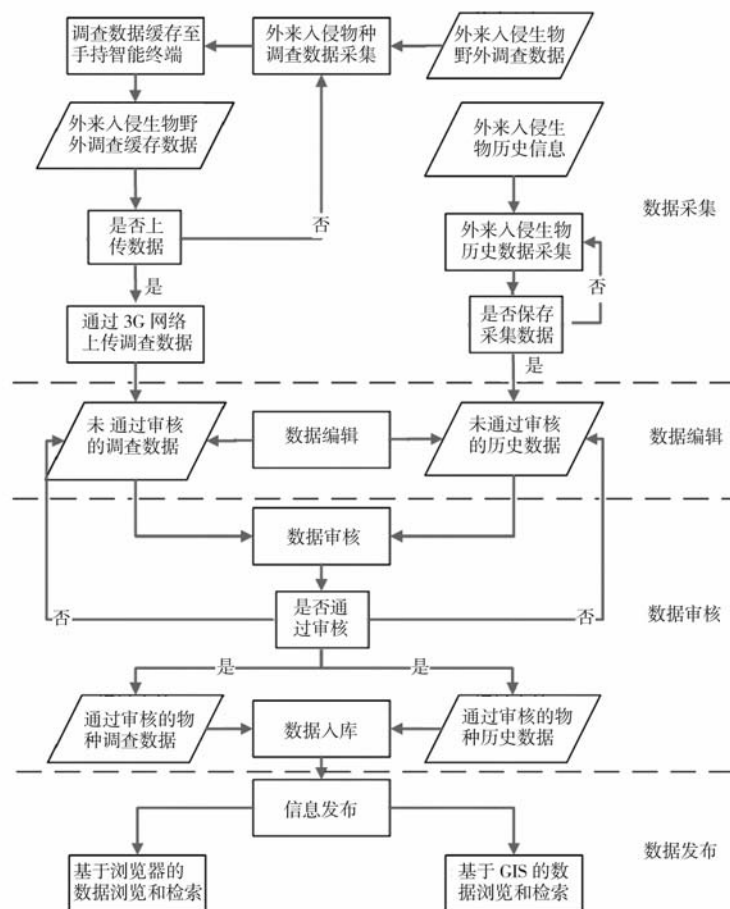 调查数据缓存至
手持智能终端
外来入侵物种
调查数据采集
外来入侵生物
野外调查数据
外来入侵生物野
外调查缓存数据
外来入侵生
物历史信息
是否上
传数据
否
外来入侵生物
历史数据采集
数据采集
是
否
通过 3G 网络
上传调查数据
是否保存
采集数据
是
未 通过审核
的调查数据
数据编辑
未通过审核
的历史数据
数据编辑
数据审核
否
是否通
过审核
否
数据审核
是
是
通过审核的物
种调查数据
数据入库
通过审核的物
种历史数据
信息发布
数据发布
基于浏览器的
数据浏览和检索
基于 GIS 的数
据浏览和检索